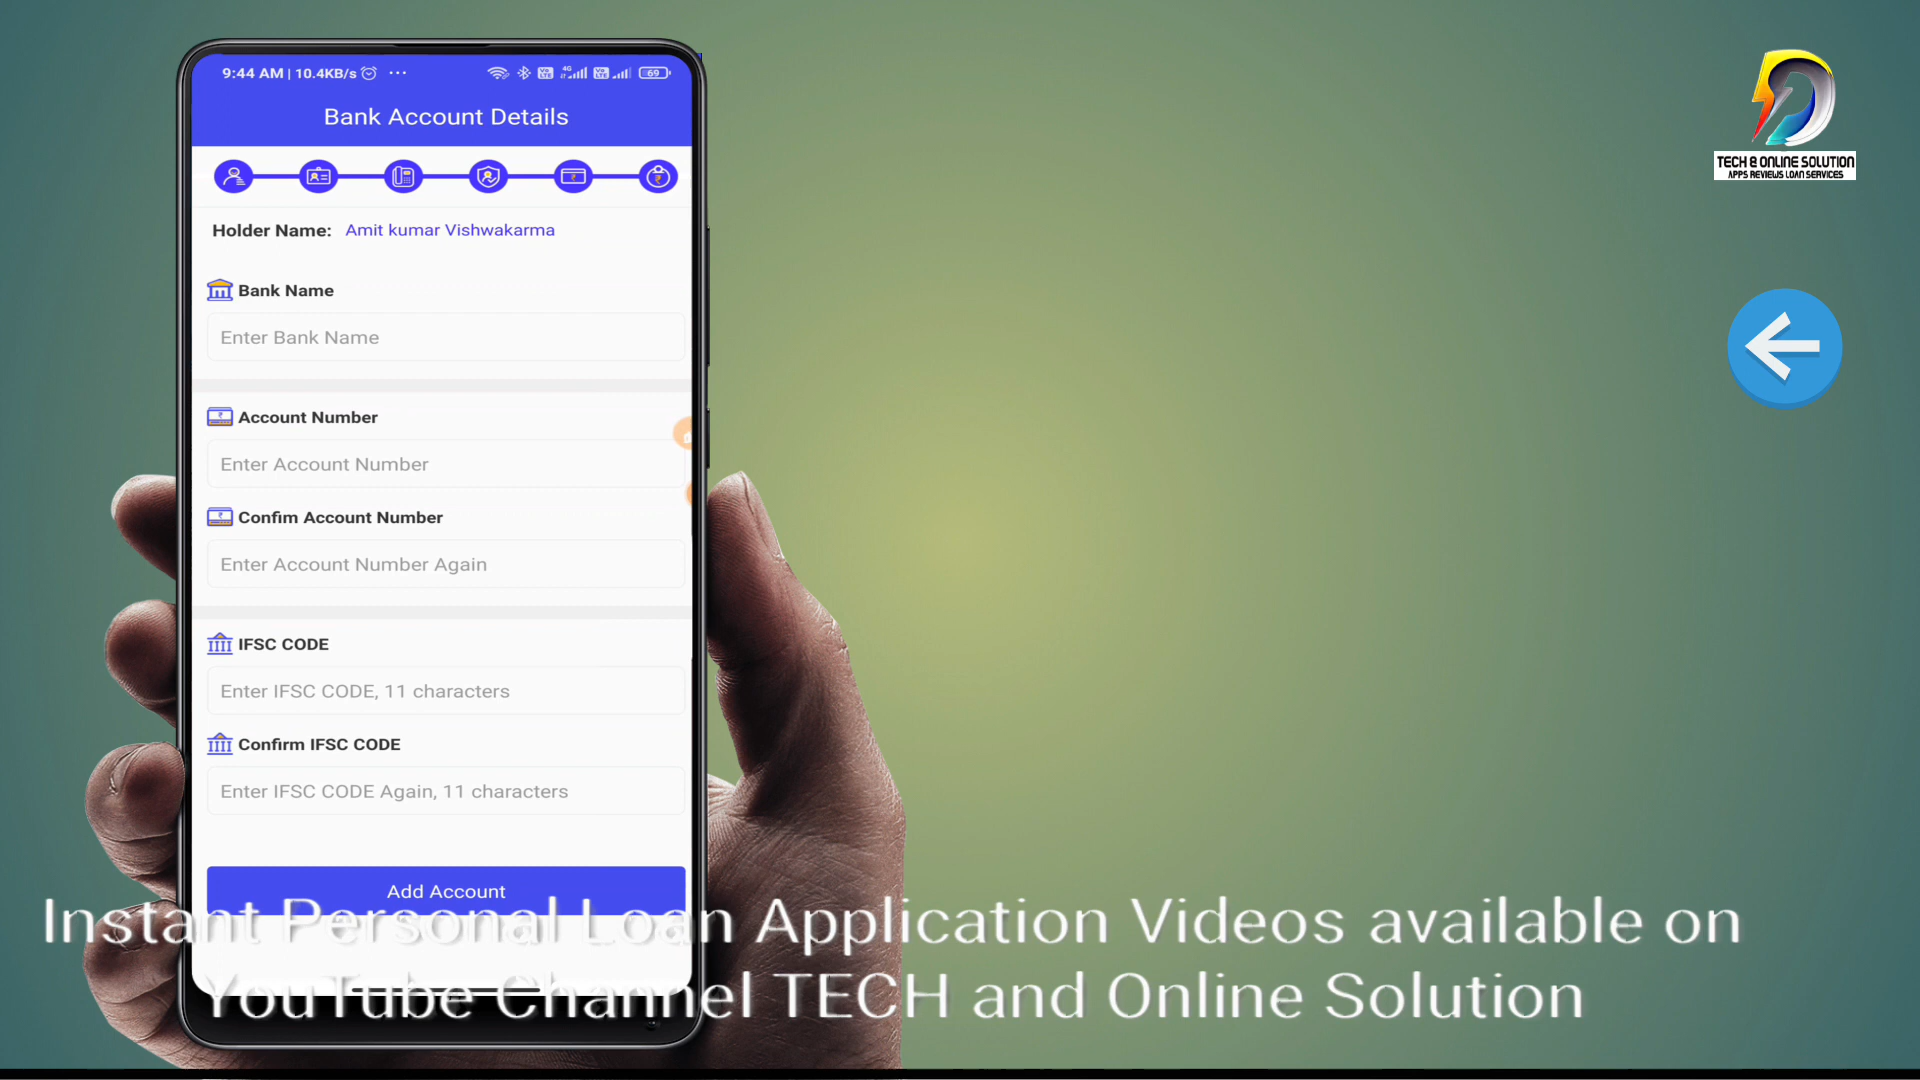 9:44 AM | 10.4KB/s
4G
69
Bank Account Details
Holder Name: Amit kumar Vishwakarma
Bank Name
Enter Bank Name
Account Number
Enter Account Number
Confim Account Number
Enter Account Number Again
IFSC CODE
Enter IFSC CODE, 11 characters
Confirm IFSC CODE
Enter IFSC CODE Again, 11 characters
Add Account
TECH & ONLINE SOLUTION
APPS REVIEWS LOAN SERVICES
Instant Personal Loan Application Videos available on
YouTube Channel TECH and Online Solution